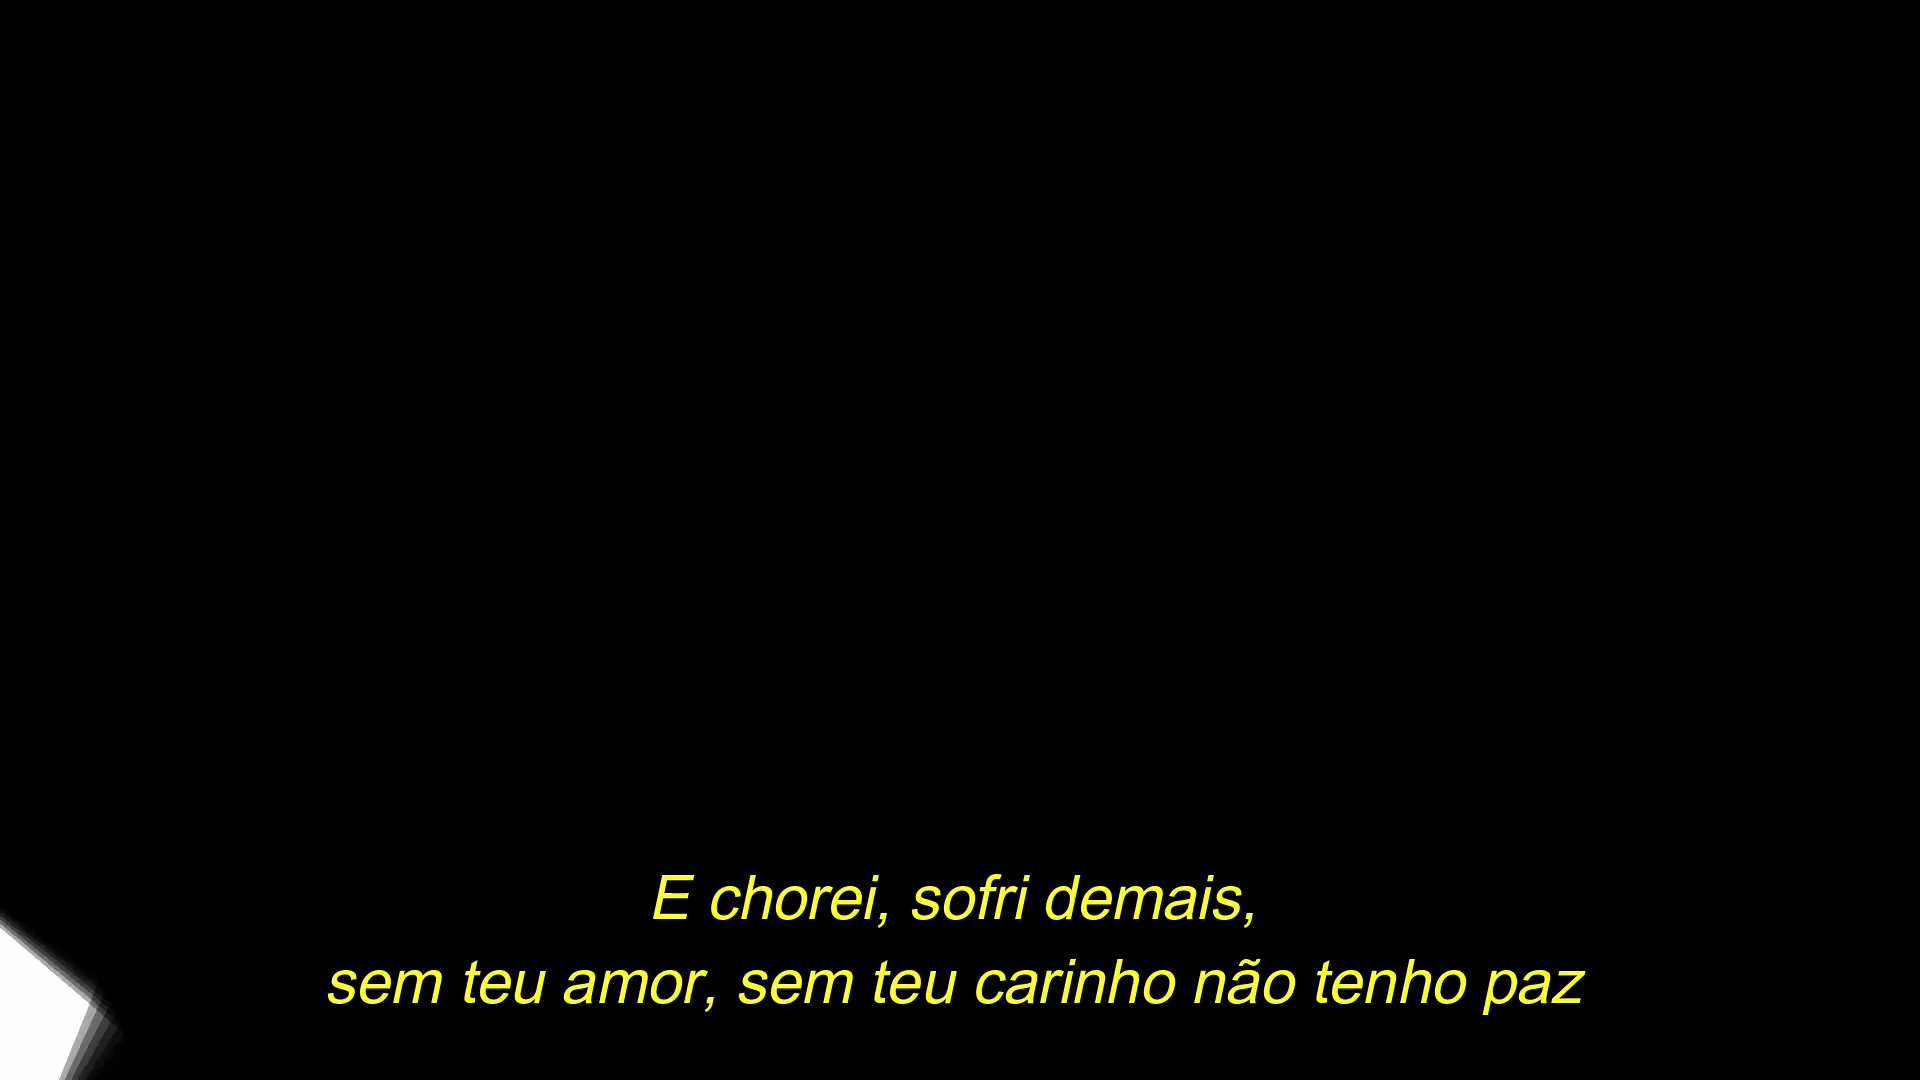 E chorei, sofri demais,
sem teu amor, sem teu carinho não tenho paz